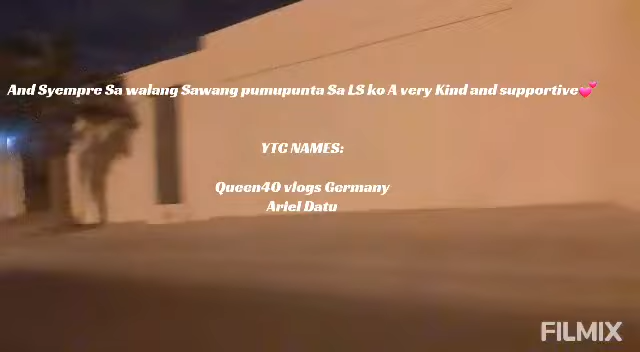 And Syempre Sa walang Sawang pumupunta Sa LS ko A very Kind and supportive💕
YTC NAMES:
Queen40 vlogs Germany
Ariel Datu
FILMIX